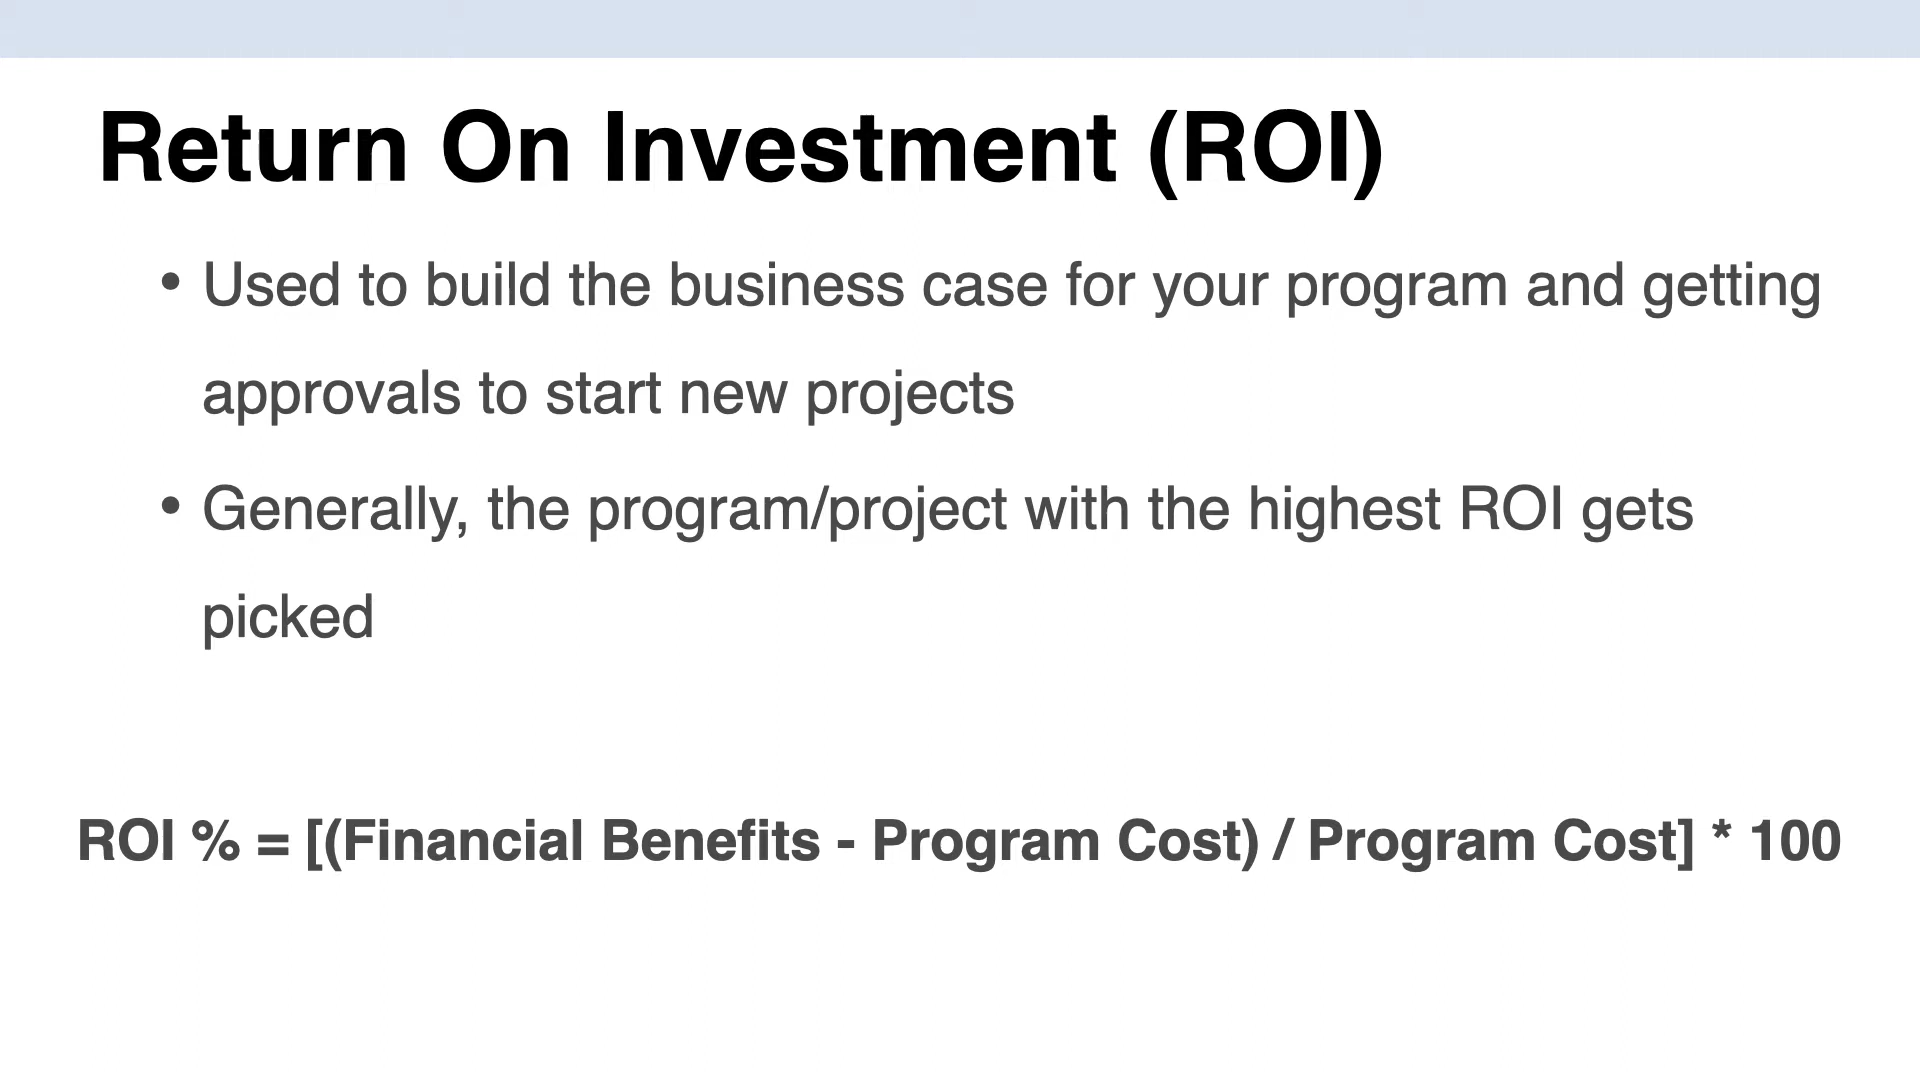 Return On Investment (ROI)
• Used to build the business case for your program and getting
approvals to start new projects
• Generally, the program/project with the highest ROI gets
picked
ROI % = [(Financial Benefits - Program Cost) / Program Cost] * 100